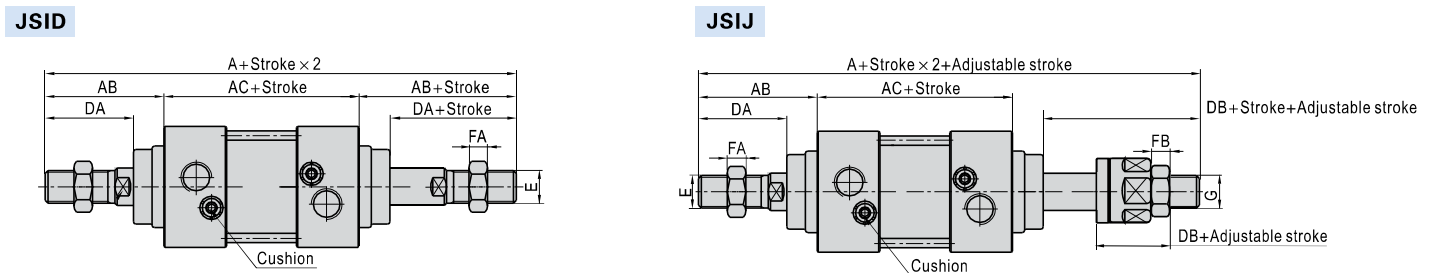 JSID
A+Stroke×2
AB
AC+Stroke
AB+Stroke
DA
DA+Stroke
FA
E
Cushion
JSIJ
A+Stroke×2+Adjustable stroke
AB
AC+Stroke
DA
DB+Stroke+Adjustable stroke
FA
FB
E
G
DB+Adjustable stroke
Cushion